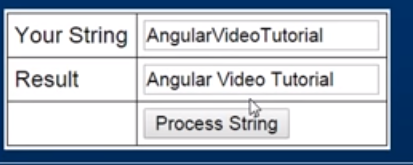 Your String AngularVideoTutorial
Result Angular Video Tutorial
Process String